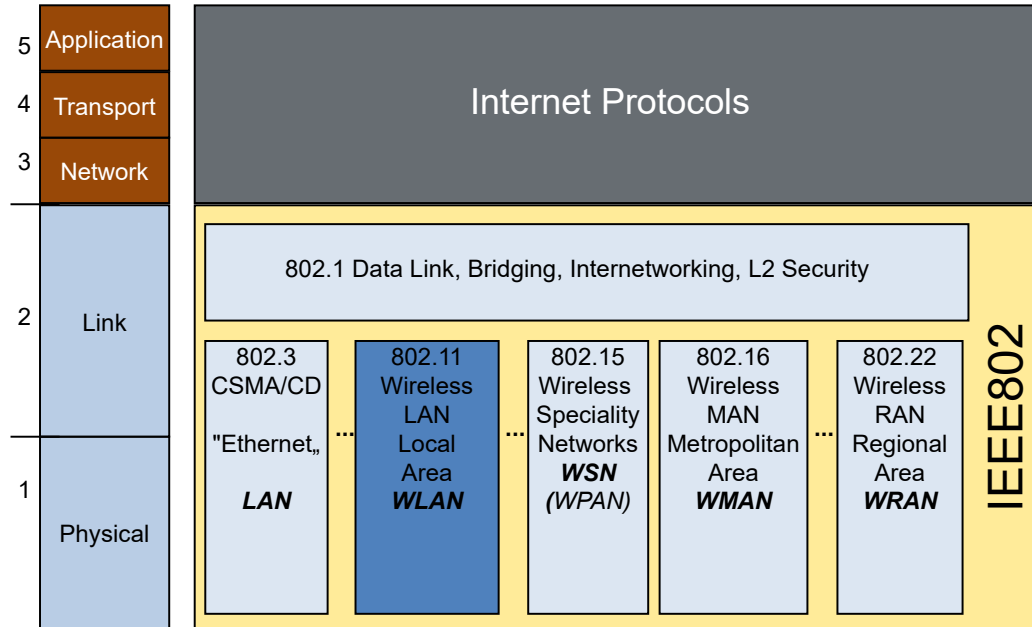 5
Application
4
Transport
3
Network
Internet Protocols
2
Link
1
Physical
802.1 Data Link, Bridging, Internetworking, L2 Security
802.3
CSMA/CD
"Ethernet„
LAN
...
802.11
Wireless
LAN
Local
Area
WLAN
...
802.15
Wireless
Speciality
Networks
WSN
(WPAN)
802.16
Wireless
MAN
Metropolitan
Area
WMAN
...
802.22
Wireless
RAN
Regional
Area
WRAN
IEEE802